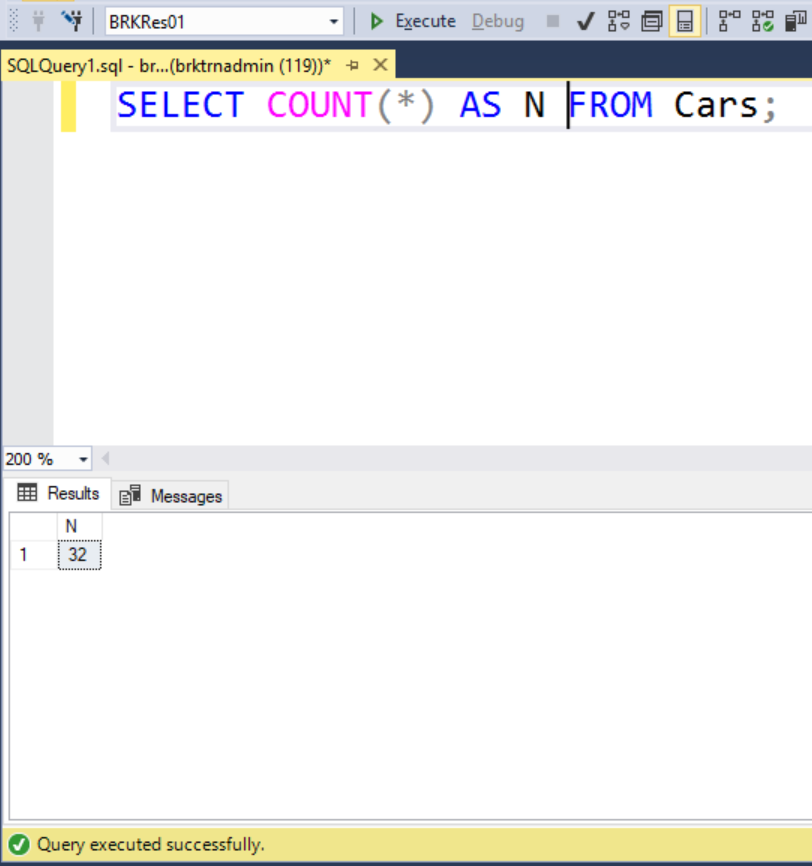 BRKRes01 Execute Debug
SQLQuery1.sql - br...(brktrnadmin (119))*
SELECT COUNT(*) AS N FROM Cars;
200 %
Results Messages
N
1 32
Query executed successfully.